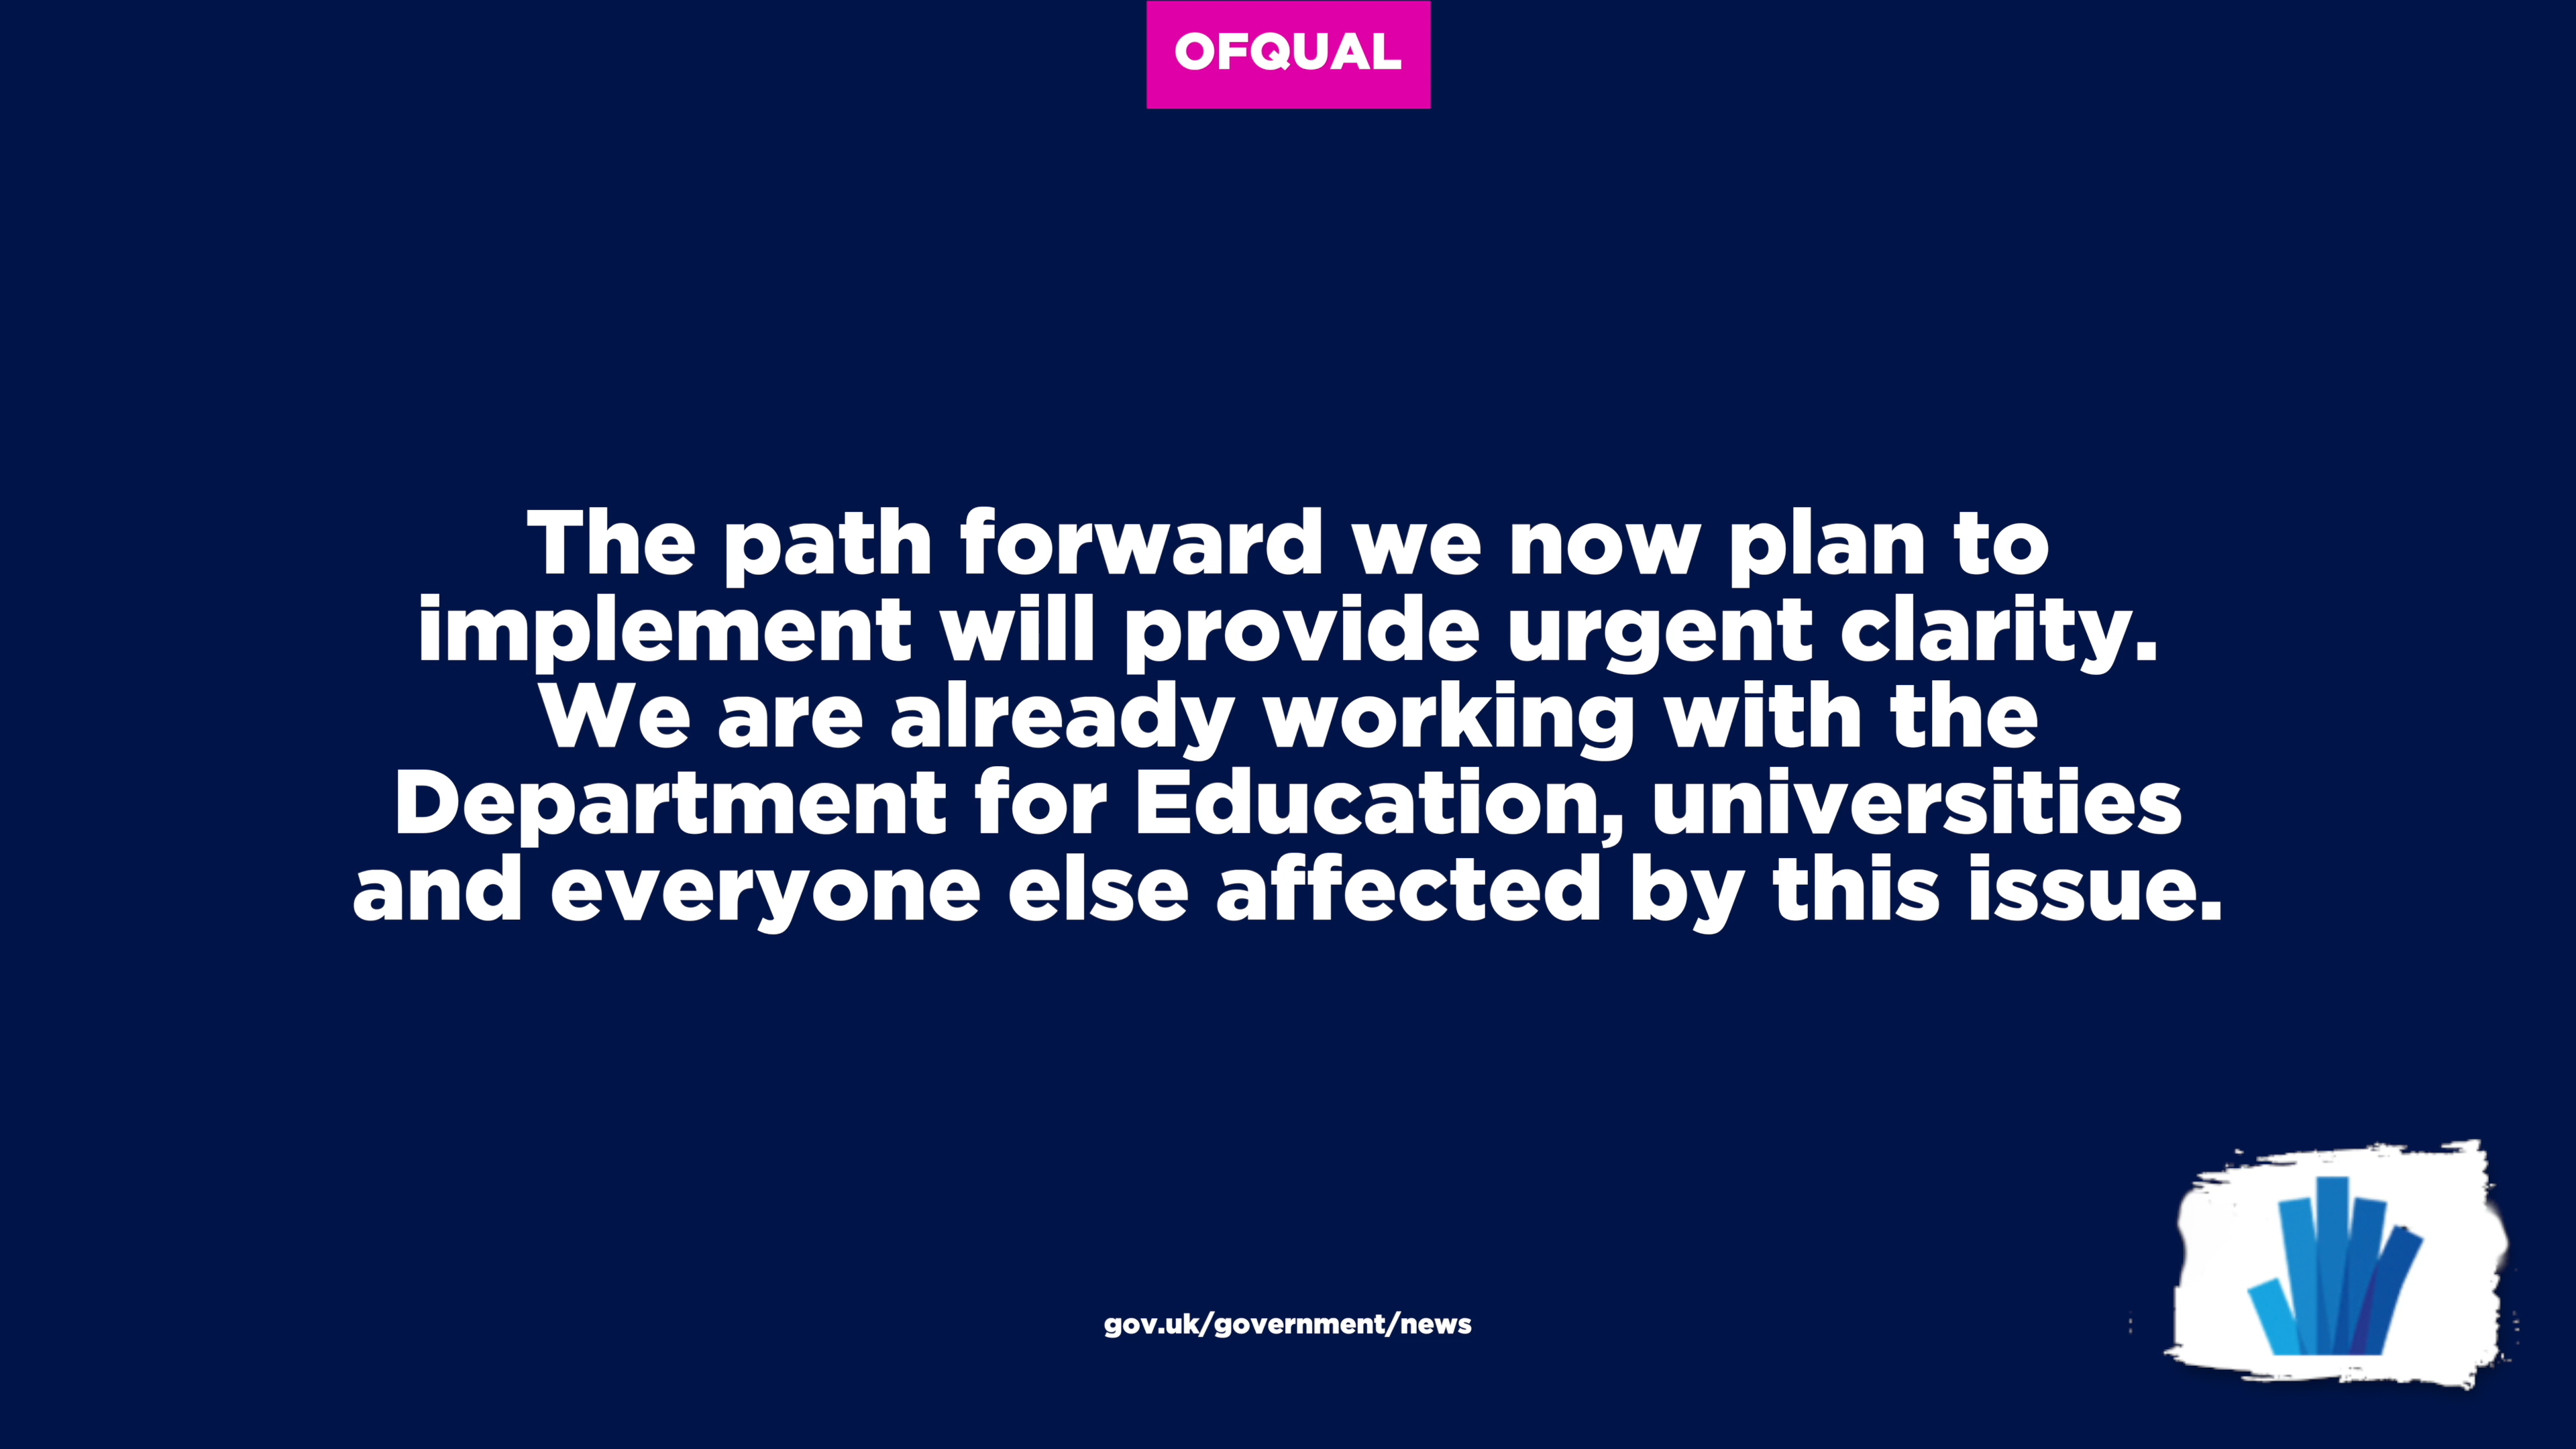 OFQUAL
The path forward we now plan to
implement will provide urgent clarity.
We are already working with the
Department for Education, universities
and everyone else affected by this issue.
gov.uk/government/news